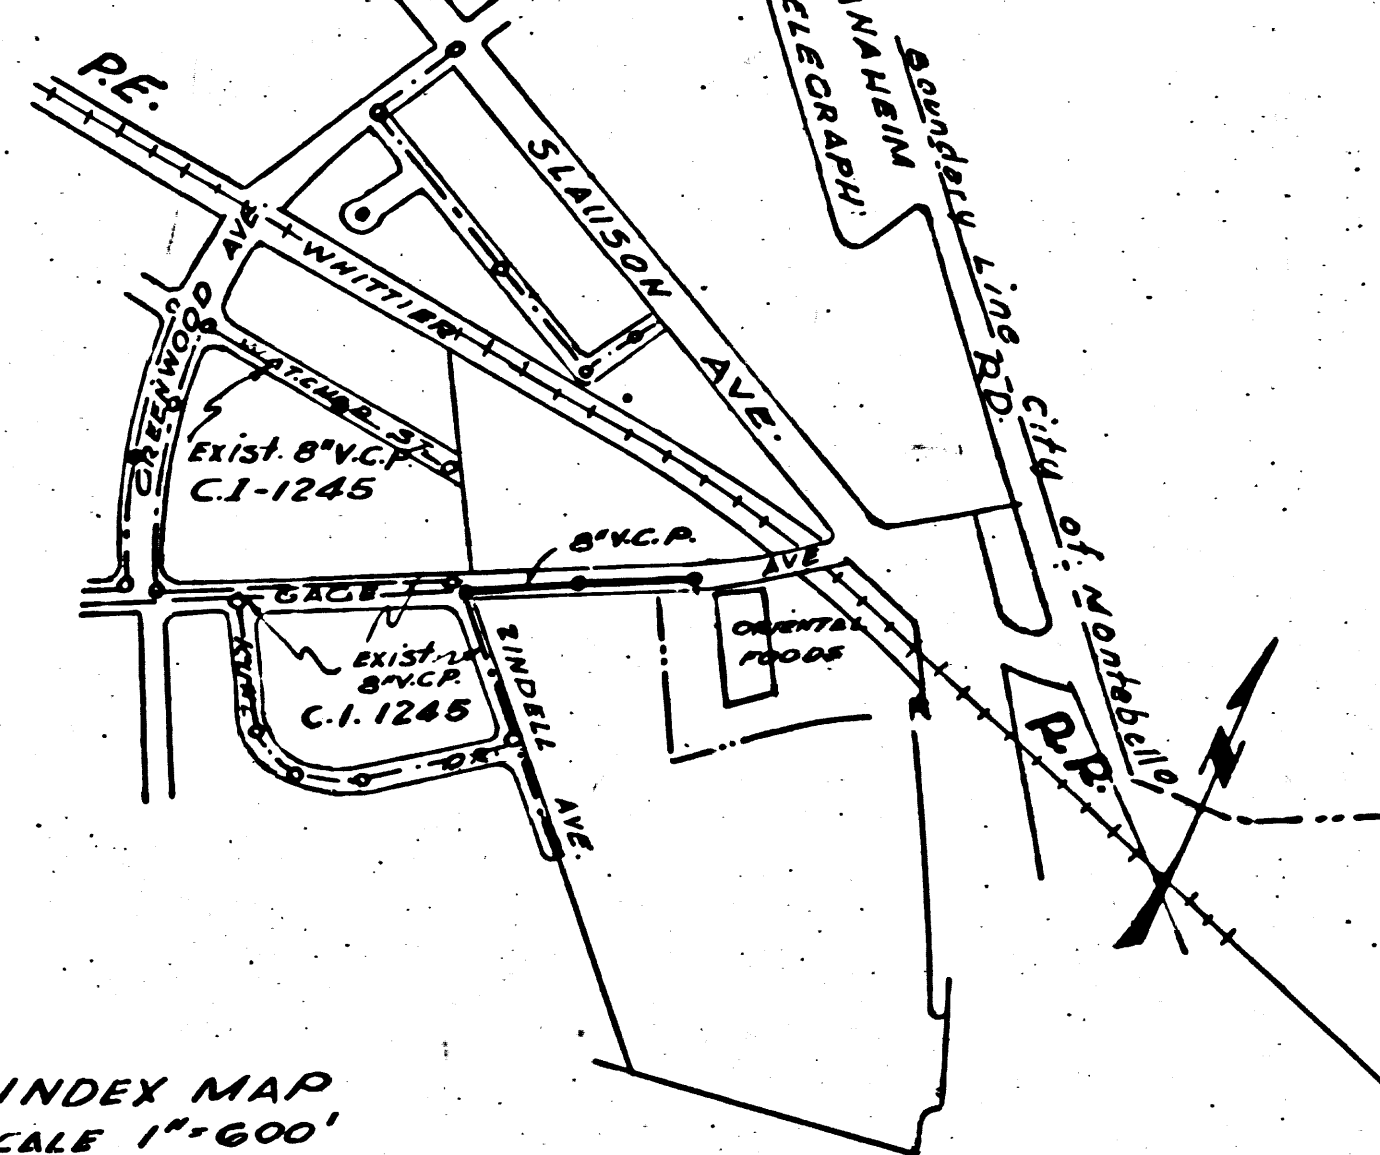 P.E.
ELEGRAPH
ANAHEIM
RD.
Boundary Line City of Montebello
SLAUSON AVE.
GREENWOOD AVE.
WHITTIER
WATCHER ST.
Exist. 8"V.C.P.
C.I-1245
8"V.C.P.
GAGE AVE
ZINDELL AVE.
ORIENTAL
FOODS
Exist.
8"V.C.P.
C.I. 1245
DR.
INDEX MAP
CALE 1"=600'